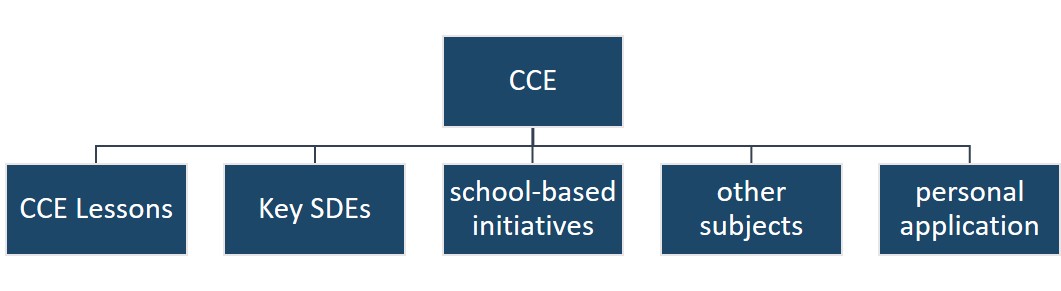 CCE
CCE Lessons
Key SDEs
school-based
initiatives
other
subjects
personal
application